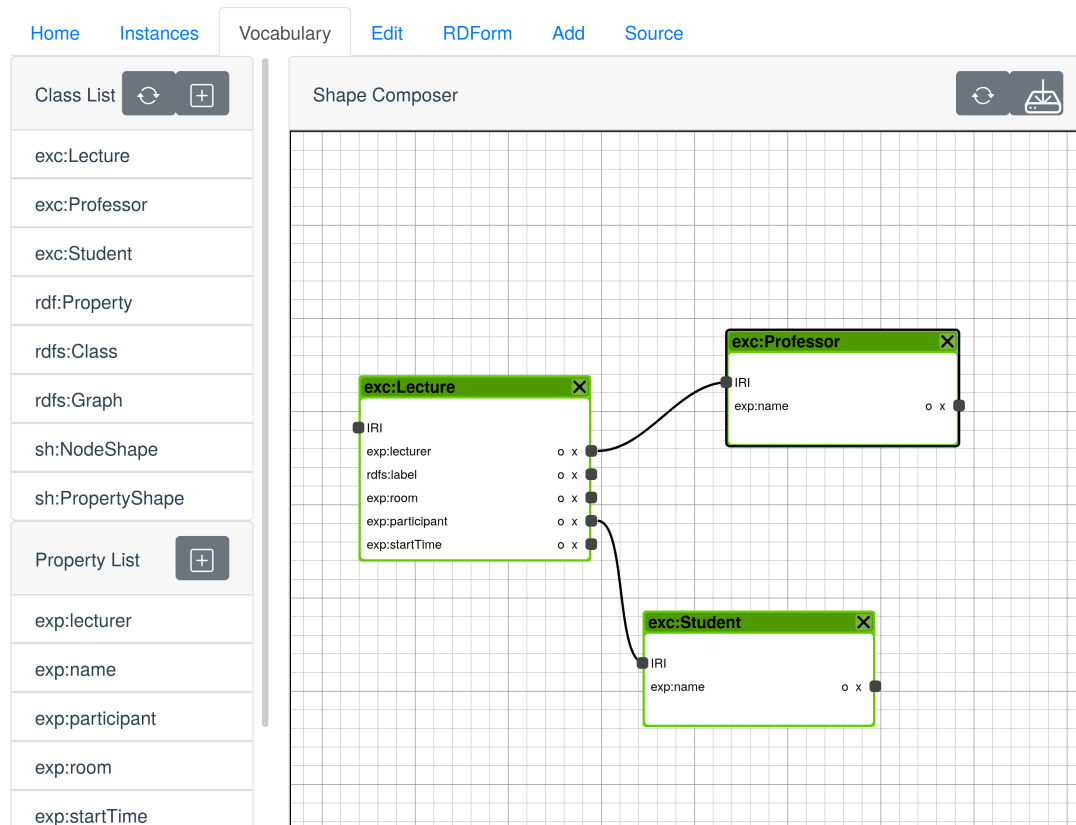 Home Instances Vocabulary Edit RDForm Add Source
Class List
exc:Lecture
exc:Professor
exc:Student
rdf:Property
rdfs:Class
rdfs:Graph
sh:NodeShape
sh:PropertyShape
Property List
exp:lecturer
exp:name
exp:participant
exp:room
exp:startTime
Shape Composer
exc:Lecture
IRI
exp:lecturer o x
rdfs:label o x
exp:room o x
exp:participant o x
exp:startTime o x
exc:Professor
IRI
exp:name o x
exc:Student
IRI
exp:name o x